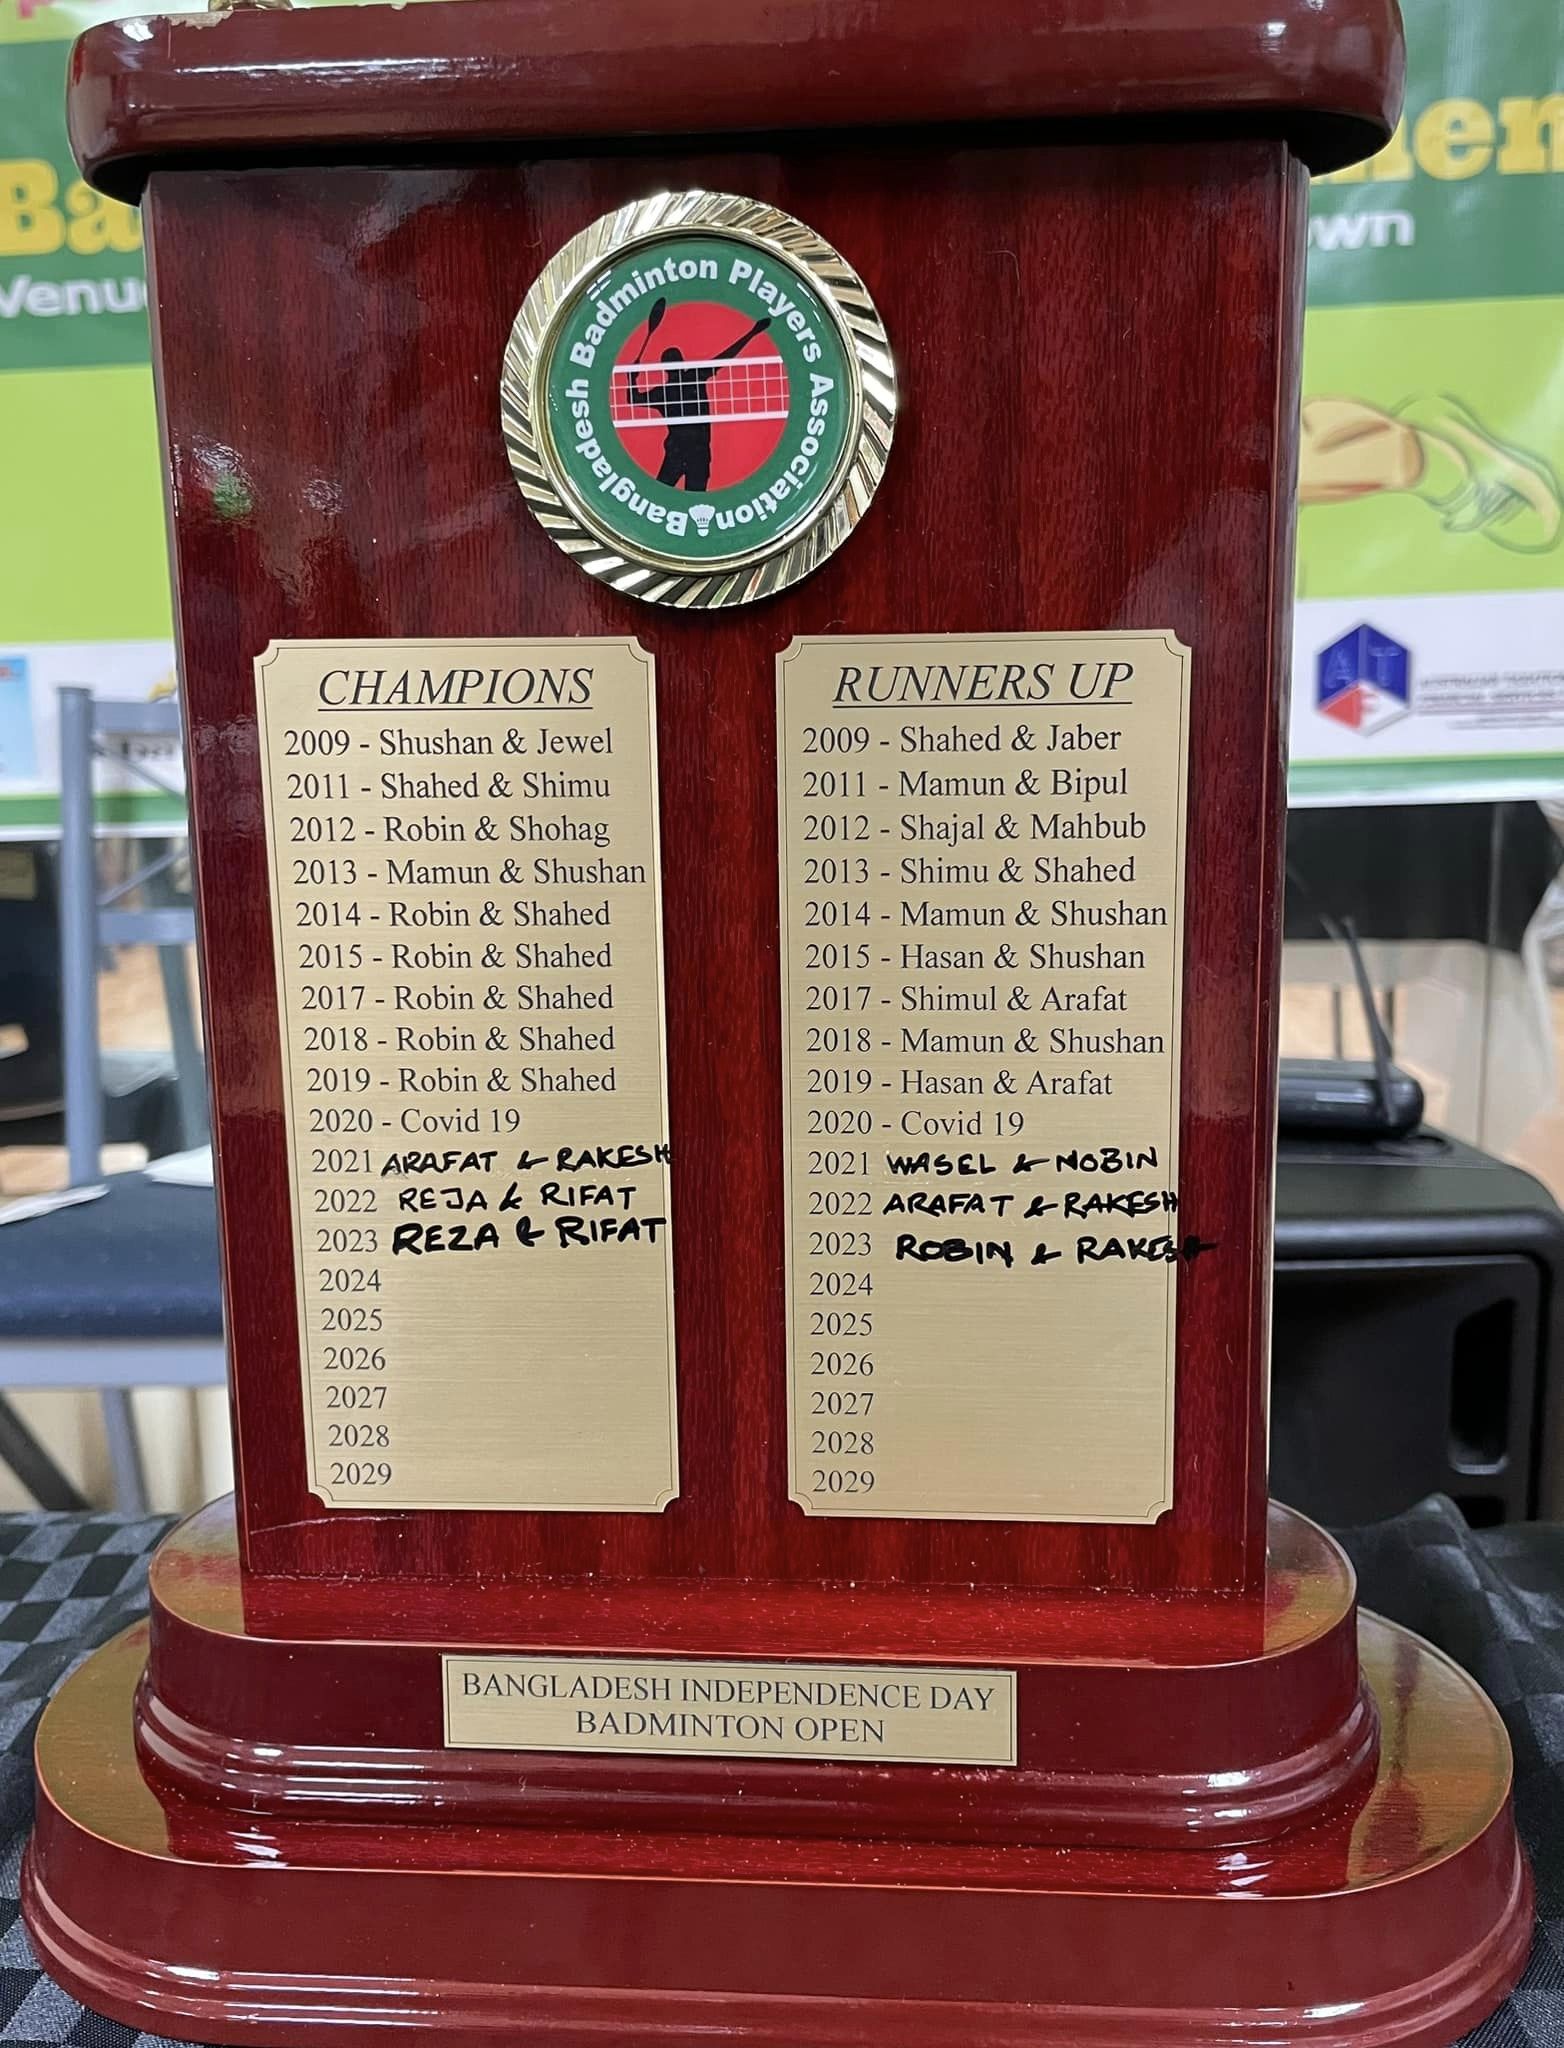 Ba
men
Venu
own
Bangladesh Badminton Players Association
CHAMPIONS
2009 - Shushan & Jewel
2011 - Shahed & Shimu
2012 - Robin & Shohag
2013 - Mamun & Shushan
2014 - Robin & Shahed
2015 - Robin & Shahed
2017 - Robin & Shahed
2018 - Robin & Shahed
2019 - Robin & Shahed
2020 - Covid 19
2021 ARAFAT & RAKESH
2022 REJA & RIFAT
2023 REZA & RIFAT
2024
2025
2026
2027
2028
2029
RUNNERS UP
2009 - Shahed & Jaber
2011 - Mamun & Bipul
2012 - Shajal & Mahbub
2013 - Shimu & Shahed
2014 - Mamun & Shushan
2015 - Hasan & Shushan
2017 - Shimul & Arafat
2018 - Mamun & Shushan
2019 - Hasan & Arafat
2020 - Covid 19
2021 WASEL & NOBIN
2022 ARAFAT & RAKESH
2023 ROBIN & RAKESH
2024
2025
2026
2027
2028
2029
BANGLADESH INDEPENDENCE DAY
BADMINTON OPEN